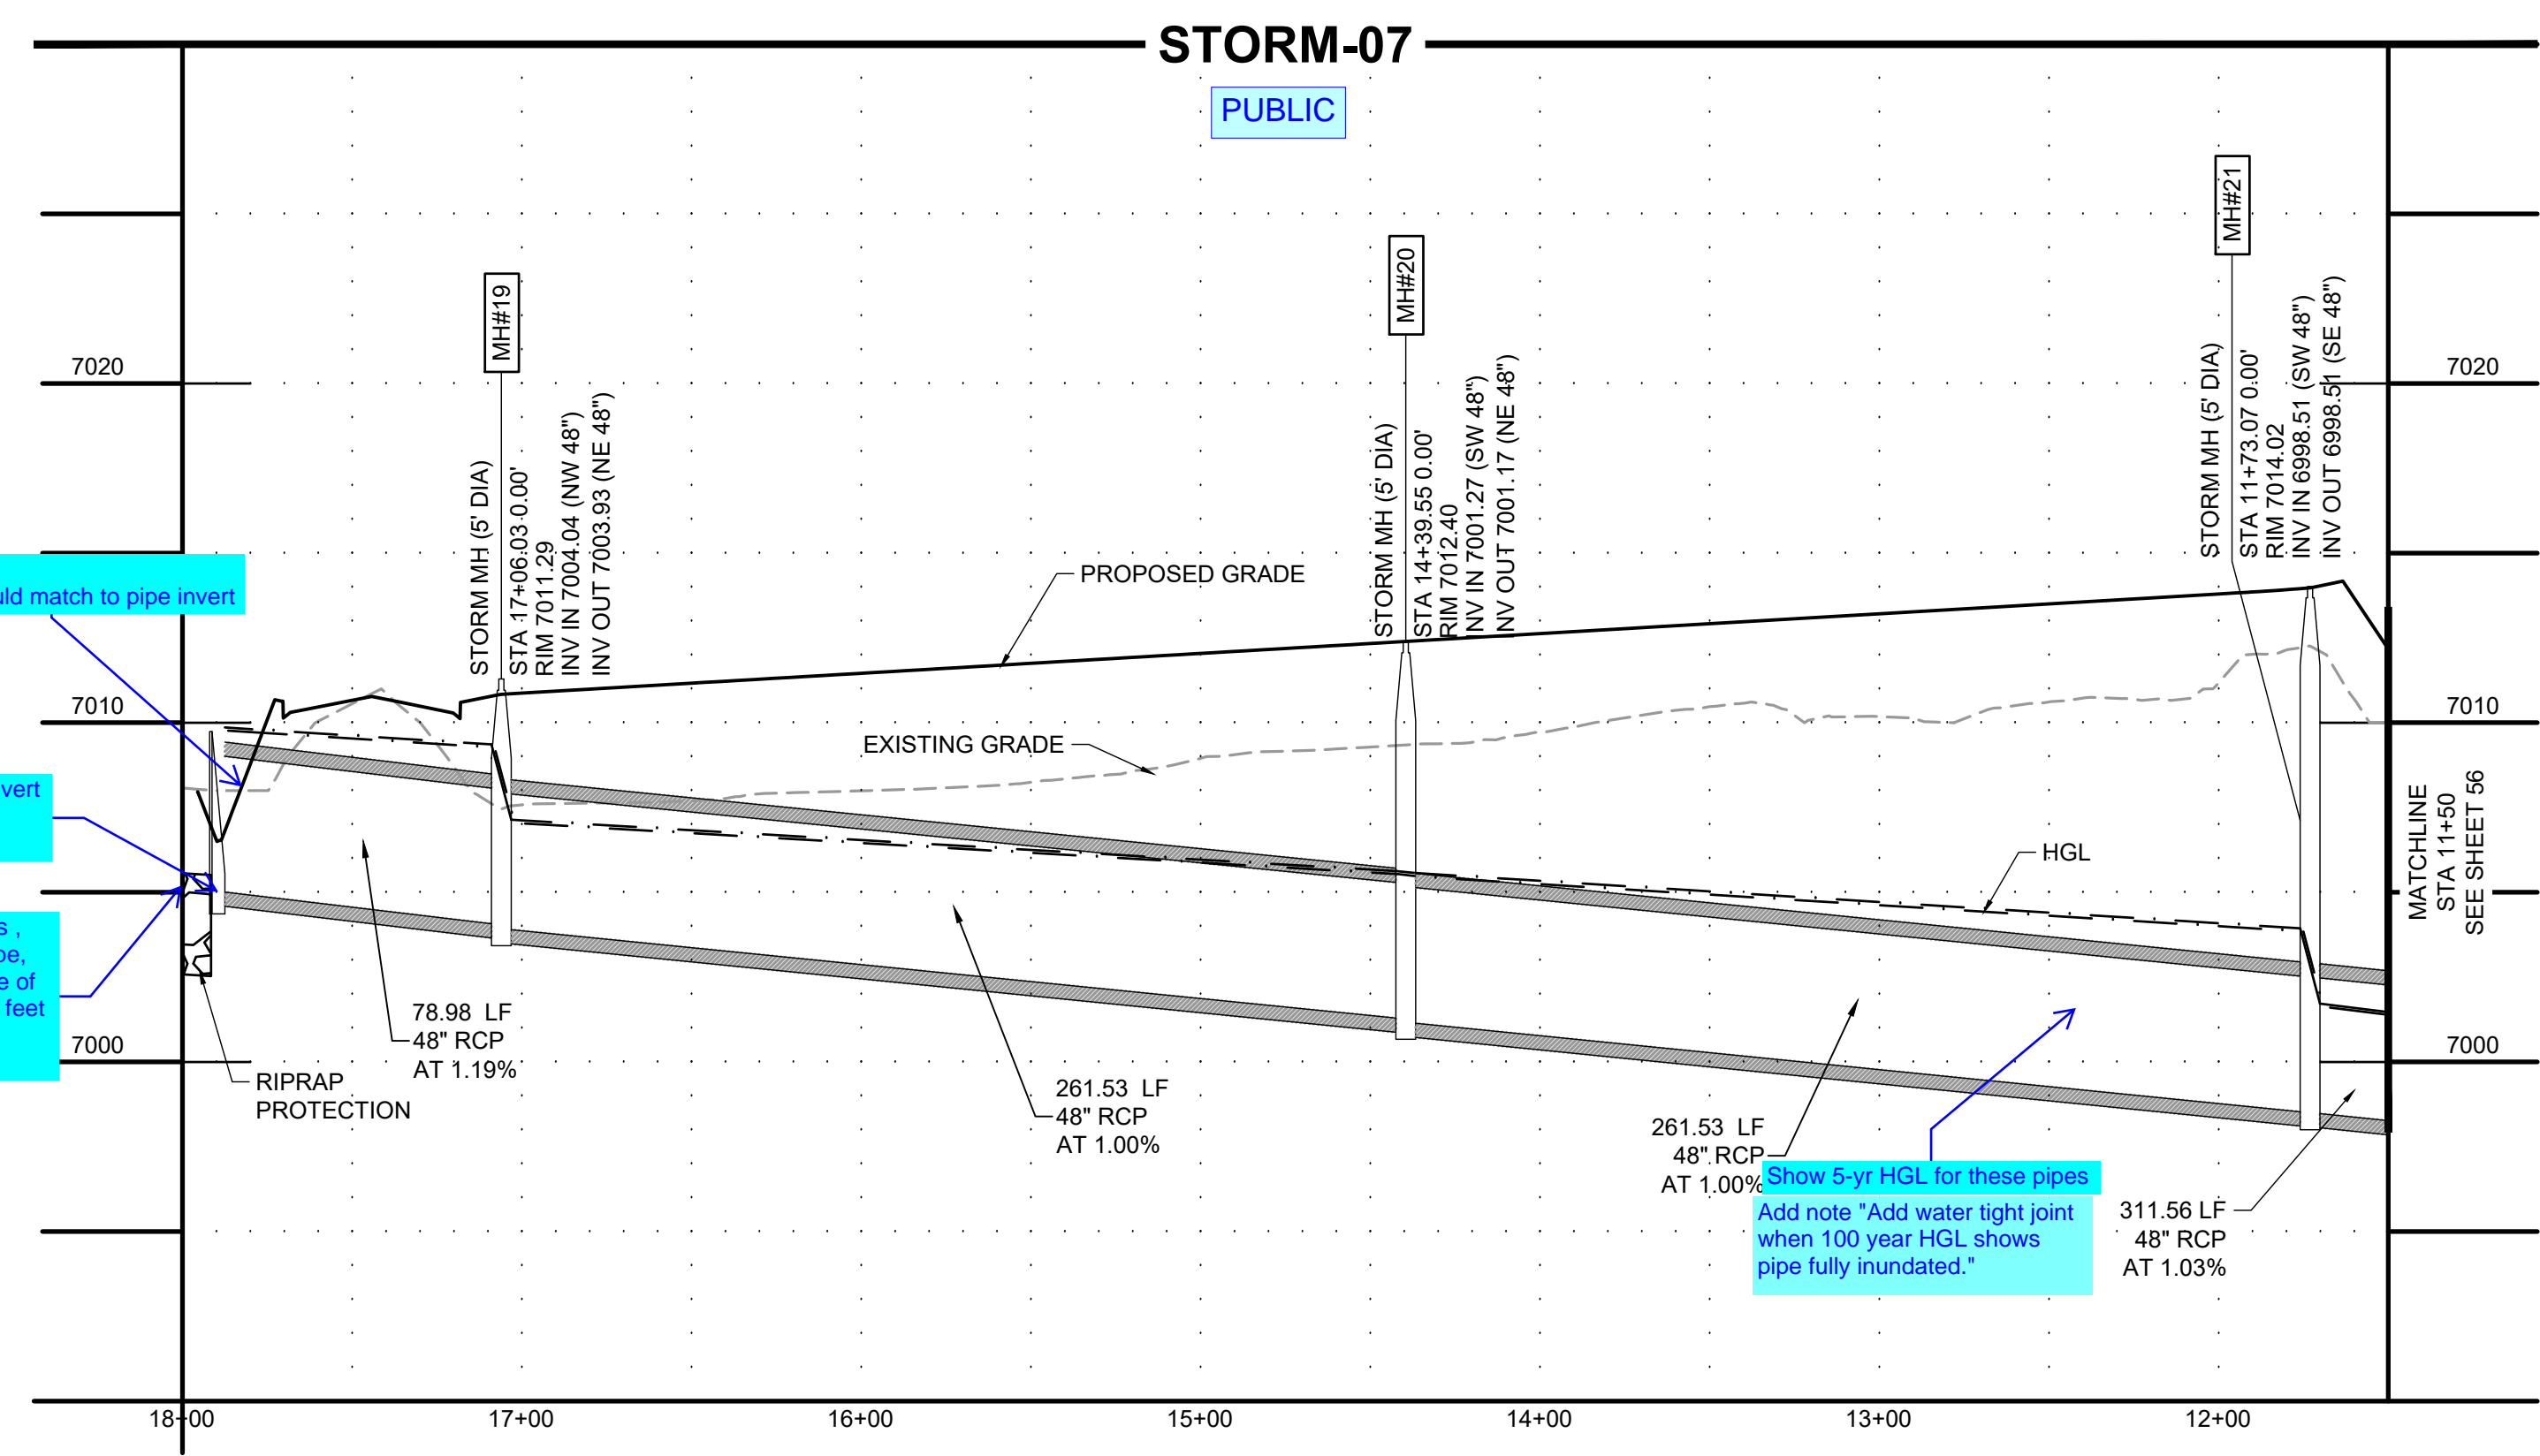 STORM-07
PUBLIC
MH#19
STORM MH (5' DIA)
STA 17+06.03 0.00'
RIM 7011.29
INV IN 7004.04 (NW 48")
INV OUT 7003.93 (NE 48")
MH#20
STORM MH (5' DIA)
STA 14+39.55 0.00'
RIM 7012.40
INV IN 7001.27 (SW 48")
INV OUT 7001.17 (NE 48")
MH#21
STORM MH (5' DIA)
STA 11+73.07 0.00'
RIM 7014.02
INV IN 6998.51 (SW 48")
INV OUT 6998.51 (SE 48")
7020
7020
match to pipe invert
PROPOSED GRADE
7010
EXISTING GRADE
7010
HGL
MATCHLINE
STA 11+50
SEE SHEET 56
of
feet
7000
7000
RIPRAP
PROTECTION
78.98 LF
48" RCP
AT 1.19%
261.53 LF
48" RCP
AT 1.00%
261.53 LF
48" RCP
AT 1.00%
Show 5-yr HGL for these pipes
Add note "Add water tight joint
when 100 year HGL shows
pipe fully inundated."
311.56 LF
48" RCP
AT 1.03%
18+00
17+00
16+00
15+00
14+00
13+00
12+00